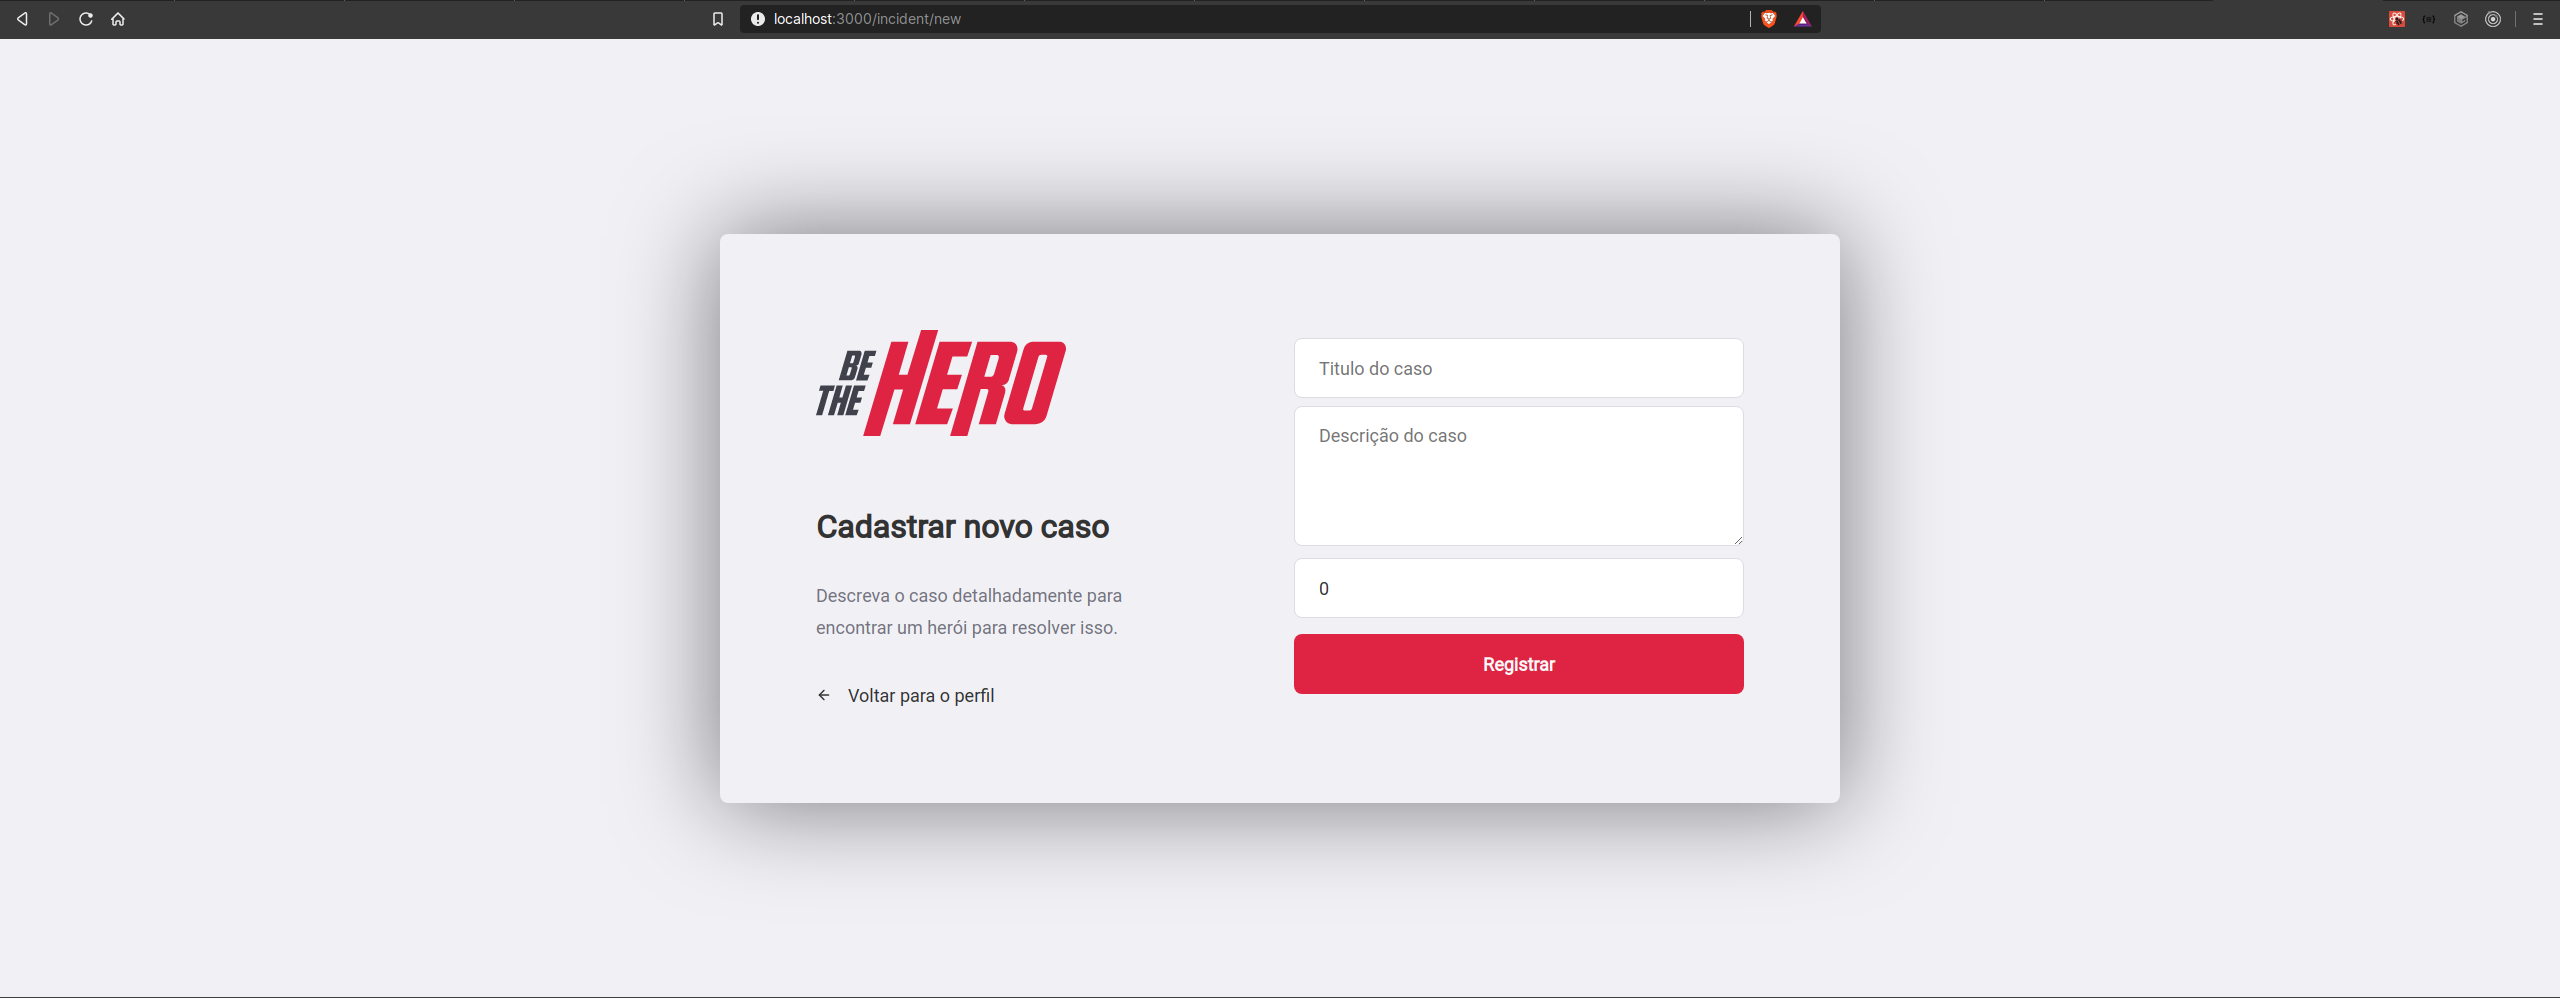 localhost:3000/incident/new
BE
THE
HERO
Cadastrar novo caso
Descreva o caso detalhadamente para
encontrar um herói para resolver isso.
Voltar para o perfil
Titulo do caso
Descrição do caso
0
Registrar